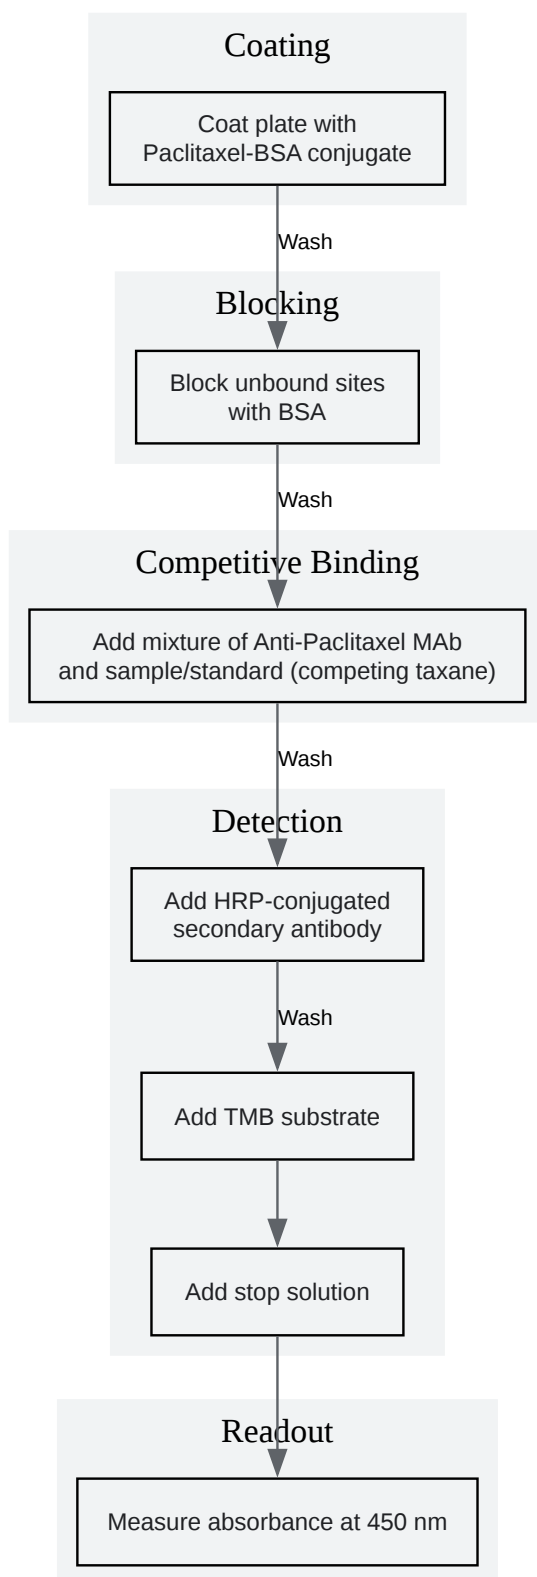 Coating
Coat plate with
Paclitaxel-BSA conjugate
Wash
Blocking
Block unbound sites
with BSA
Wash
Competitive Binding
Add mixture of Anti-Paclitaxel MAb
and sample/standard (competing taxane)
Wash
Detection
Add HRP-conjugated
secondary antibody
Wash
Add TMB substrate
Add stop solution
Readout
Measure absorbance at 450 nm